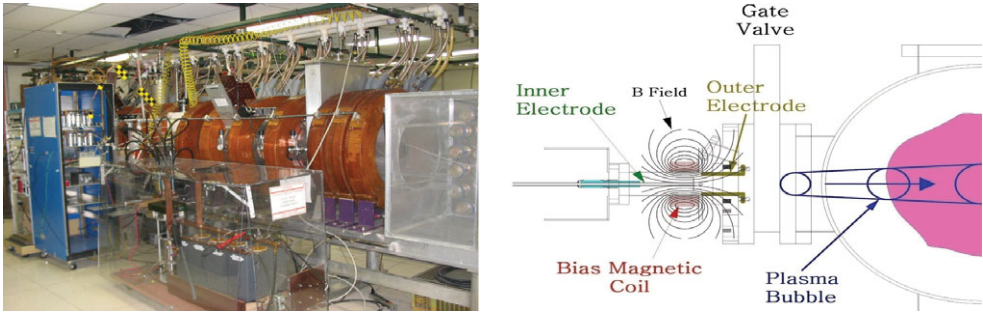 Gate
Valve
Inner
Electrode
B Field
Outer
Electrode
Bias Magnetic
Coil
Plasma
Bubble